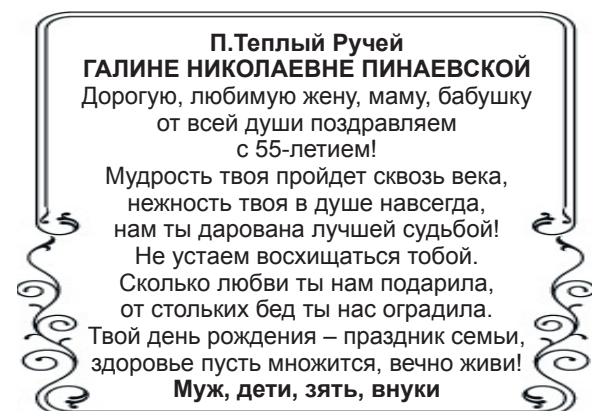 П.Теплый Ручей
ГАЛИНЕ НИКОЛАЕВНЕ ПИНАЕВСКОЙ
Дорогую, любимую жену, маму, бабушку
от всей души поздравляем
с 55-летием!
Мудрость твоя пройдет сквозь века,
нежность твоя в душе навсегда,
нам ты дарована лучшей судьбой!
Не устаем восхищаться тобой.
Сколько любви ты нам подарила,
от стольких бед ты нас оградила.
Твой день рождения – праздник семьи,
здоровье пусть множится, вечно живи!
Муж, дети, зять, внуки